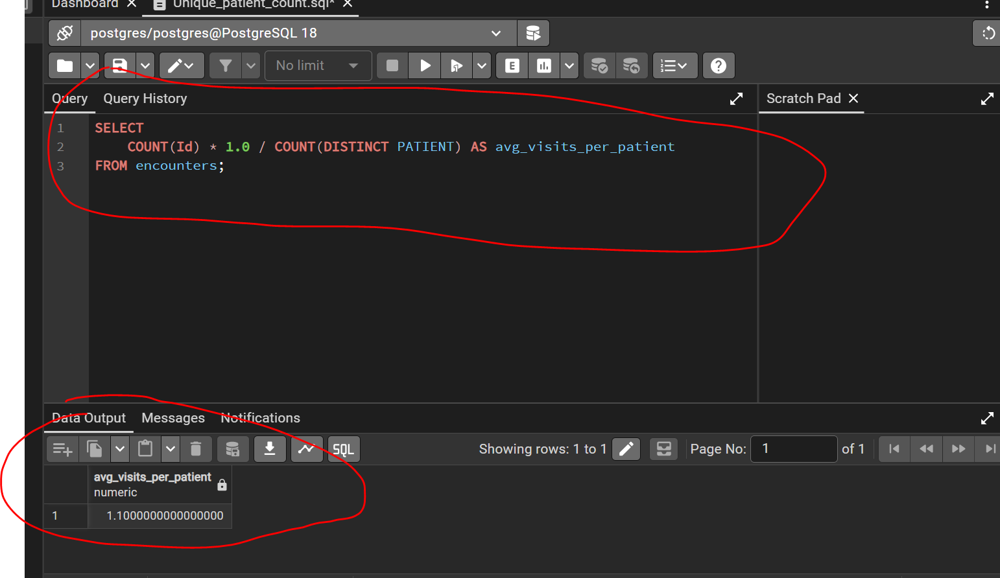 Dashboard
Unique_patient_count.sql*
postgres/postgres@PostgreSQL 18
No limit
E
Query Query History
Scratch Pad
1 SELECT
2 COUNT(Id) * 1.0 / COUNT(DISTINCT PATIENT) AS avg_visits_per_patient
3 FROM encounters;
Data Output Messages Notifications
SQL
Showing rows: 1 to 1
Page No: 1 of 1
avg_visits_per_patient
numeric
1 1.1000000000000000